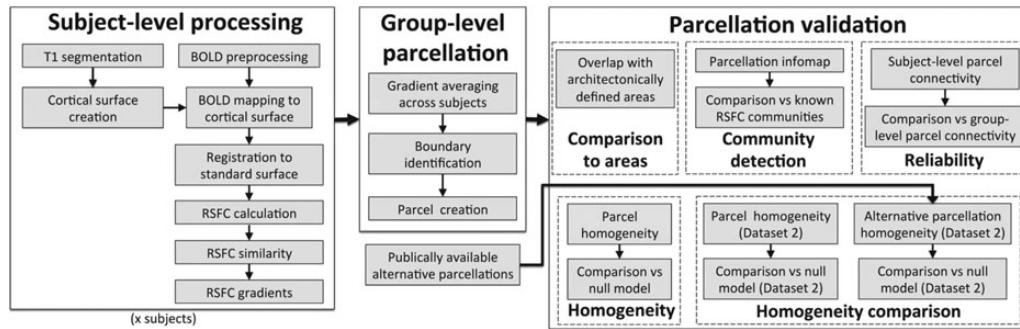 Subject-level processing
T1 segmentation
Cortical surface
creation
BOLD preprocessing
BOLD mapping to
cortical surface
Registration to
standard surface
RSFC calculation
RSFC similarity
RSFC gradients
(x subjects)
Group-level
parcellation
Gradient averaging
across subjects
Boundary
identification
Parcel creation
Publically available
alternative parcellations
Parcellation validation
Overlap with
architectonically
defined areas
Comparison
to areas
Parcellation infomap
Comparison vs known
RSFC communities
Community
detection
Subject-level parcel
connectivity
Comparison vs group-
level parcel connectivity
Reliability
Parcel
homogeneity
Comparison vs
null model
Homogeneity
Parcel homogeneity
(Dataset 2)
Comparison vs null
model (Dataset 2)
Alternative parcellation
homogeneity (Dataset 2)
Comparison vs null
model (Dataset 2)
Homogeneity comparison